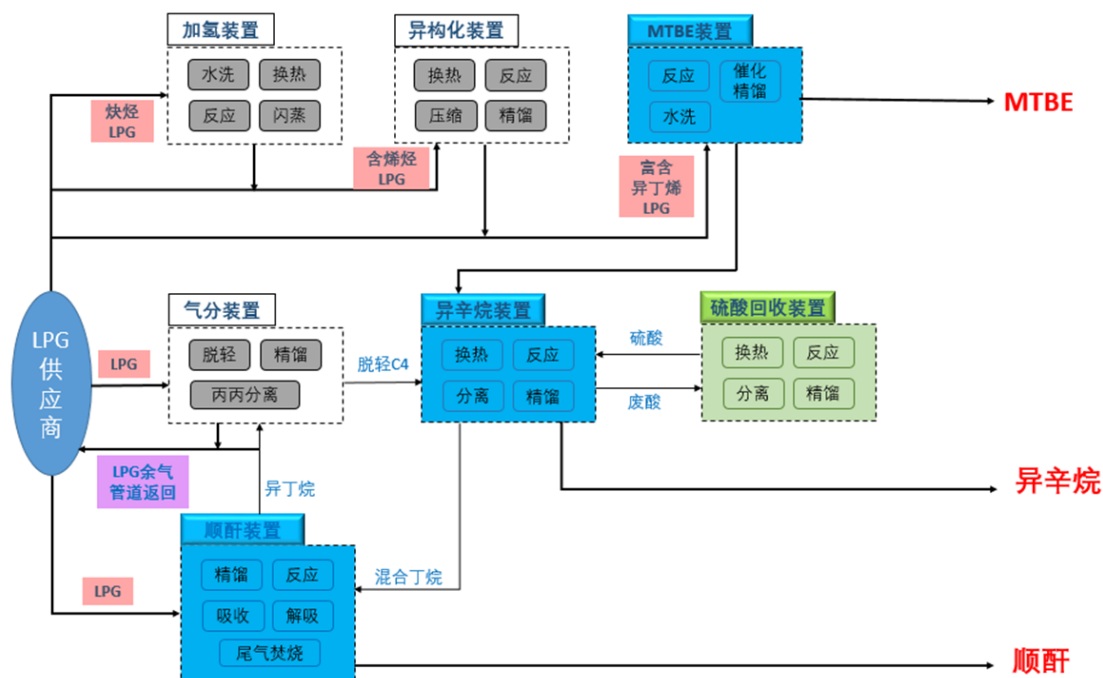 加氢装置
水洗
换热
反应
闪蒸
异构化装置
换热
反应
压缩
精馏
MTBE装置
反应
催化
精馏
水洗
MTBE
炔烃
LPG
含烯烃
LPG
富含
异丁烯
LPG
LPG
供
应
商
LPG
气分装置
脱轻
精馏
丙丙分离
脱轻C4
异辛烷装置
换热
反应
分离
精馏
硫酸
废酸
硫酸回收装置
换热
反应
分离
精馏
LPG余气
管道返回
异丁烷
异辛烷
顺酐装置
精馏
反应
吸收
解吸
尾气焚烧
混合丁烷
LPG
顺酐